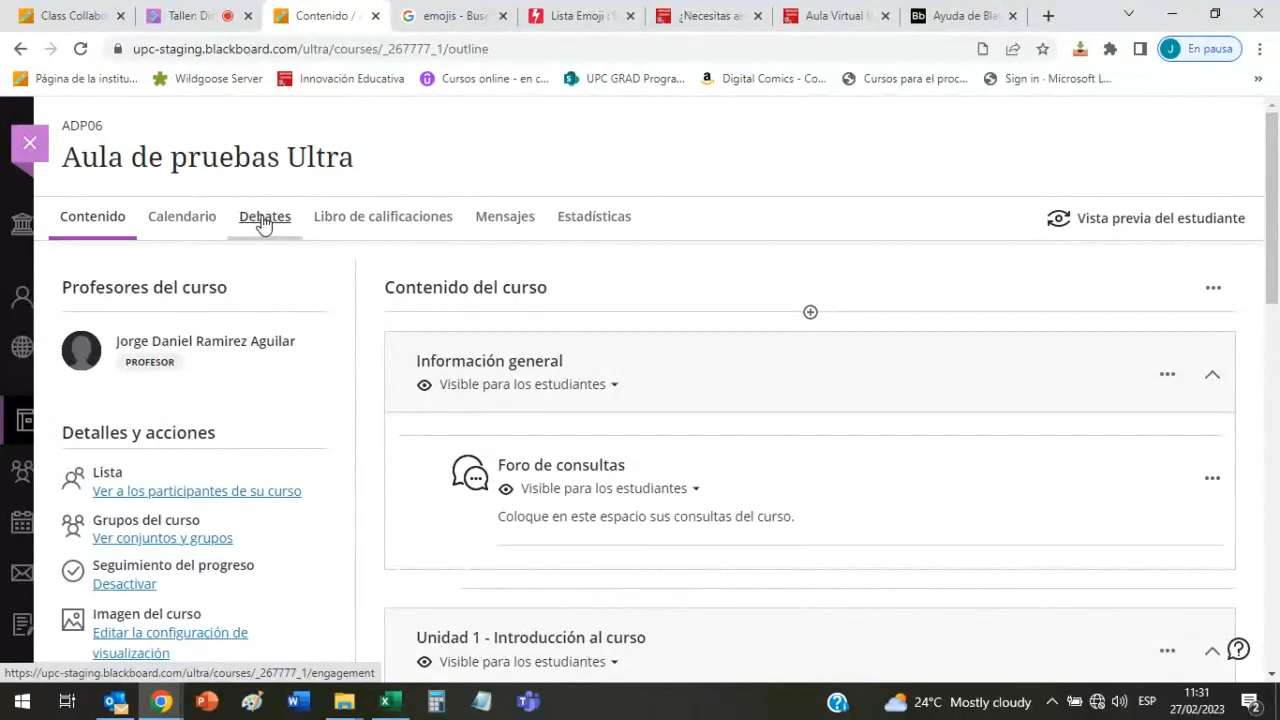 Class Collabo
Taller: Di
Contenido /
emojis - Bus
Lista Emoji
¿Necesitas a
Aula Virtual
Ayuda de Bla
upc-staging.blackboard.com/ultra/courses/_267777_1/outline
J
En pausa
Página de la institu...
Wildgoose Server
Innovación Educativa
Cursos online - en c...
UPC GRAD Progra...
Digital Comics - Co...
Cursos para el proc...
Sign in · Microsoft L...
»
ADP06
Aula de pruebas Ultra
Contenido
Calendario
Debates
Libro de calificaciones
Mensajes
Estadísticas
Vista previa del estudiante
Profesores del curso
Jorge Daniel Ramirez Aguilar
PROFESOR
Detalles y acciones
Lista
Ver a los participantes de su curso
Grupos del curso
Ver conjuntos y grupos
Seguimiento del progreso
Desactivar
Imagen del curso
Editar la configuración de
visualización
Contenido del curso
Información general
Visible para los estudiantes
Foro de consultas
Visible para los estudiantes
Coloque en este espacio sus consultas del curso.
Unidad 1 - Introducción al curso
Visible para los estudiantes
https://upc-staging.blackboard.com/ultra/courses/_267777_1/engagement
24°C Mostly cloudy
ESP
11:31
27/02/2023
2